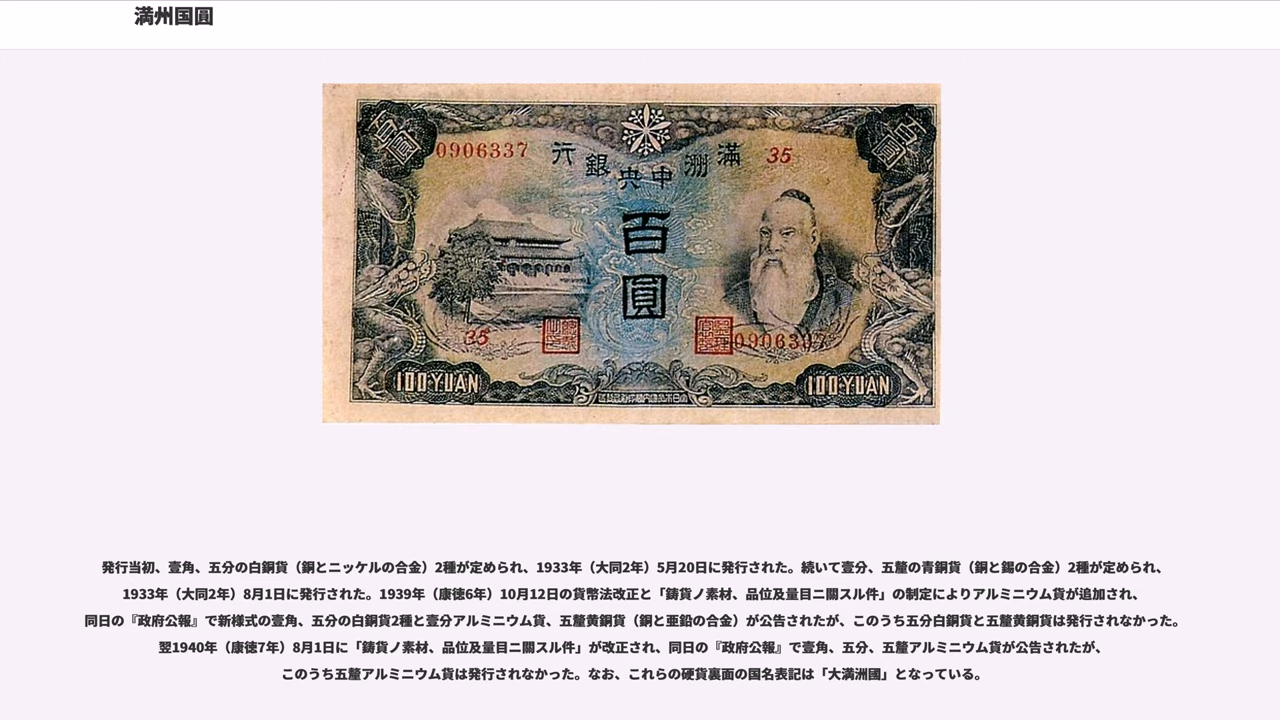 満州国圓
0906337
行銀央中洲滿
35
百圓
35
100 YUAN
100 YUAN
発行当初、壹角、五分の白銅貨（銅とニッケルの合金）2種が定められ、1933年（大同2年）5月20日に発行された。続いて壹分、五釐の青銅貨（銅と錫の合金）2種が定められ、
1933年（大同2年）8月1日に発行された。1939年（康徳6年）10月12日の貨幣法改正と「鋳貨ノ素材、品位及量目ニ關スル件」の制定によりアルミニウム貨が追加され、
同日の『政府公報』で新様式の壹角、五分の白銅貨2種と壹分アルミニウム貨、五釐黄銅貨（銅と亜鉛の合金）が公告されたが、このうち五分白銅貨と五釐黄銅貨は発行されなかった。
翌1940年（康徳7年）8月1日に「鋳貨ノ素材、品位及量目ニ關スル件」が改正され、同日の『政府公報』で壹角、五分、五釐アルミニウム貨が公告されたが、
このうち五釐アルミニウム貨は発行されなかった。なお、これらの硬貨裏面の国名表記は「大満洲國」となっている。